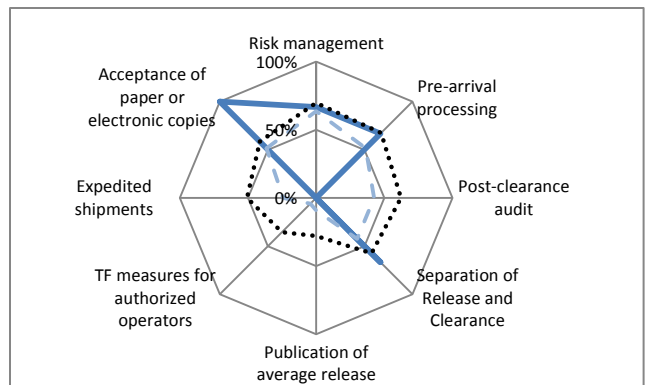 Risk management
100%
Acceptance of
paper or
electronic copies
Pre-arrival
processing
50%
Expedited
shipments
0%
Post-clearance
audit
TF measures for
authorized
operators
Separation of
Release and
Clearance
Publication of
average release